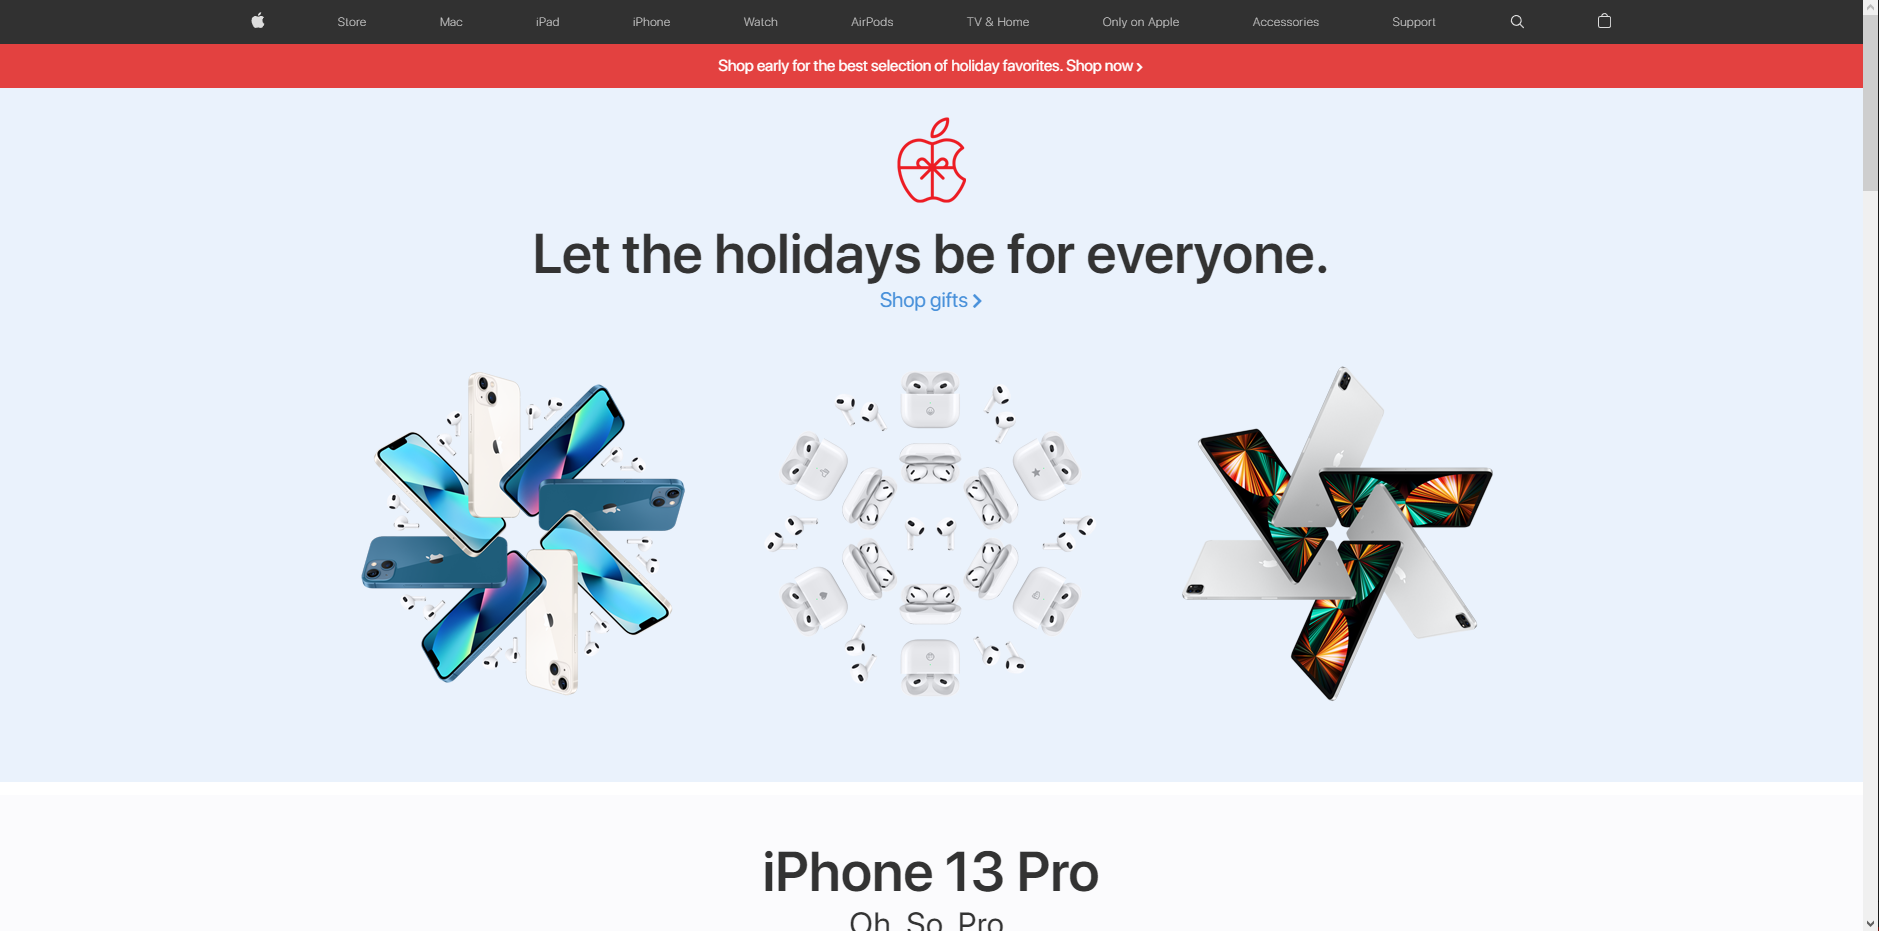 Store Mac iPad iPhone Watch AirPods TV & Home Only on Apple Accessories Support
Shop early for the best selection of holiday favorites. Shop now >
Let the holidays be for everyone.
Shop gifts >
iPhone 13 Pro
Oh. So. Pro.